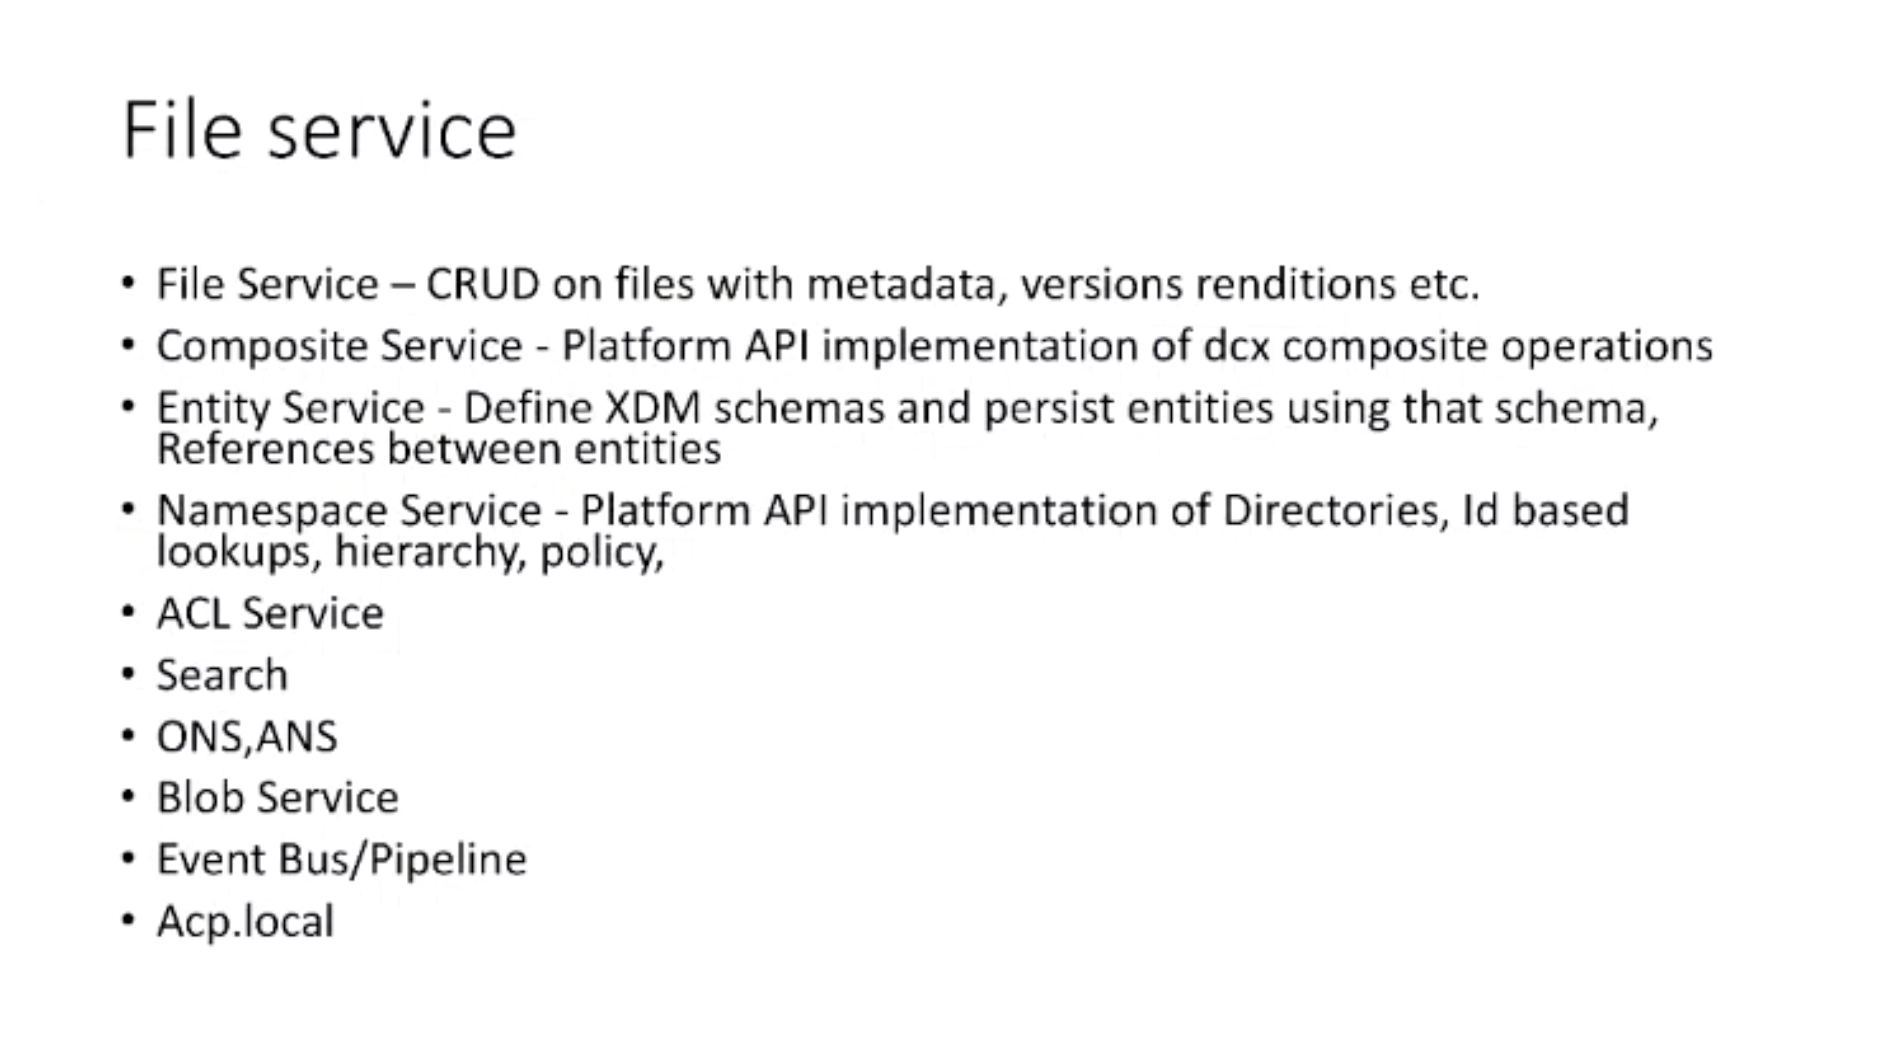 File service
• File Service – CRUD on files with metadata, versions renditions etc.
• Composite Service - Platform API implementation of dcx composite operations
• Entity Service - Define XDM schemas and persist entities using that schema,
References between entities
• Namespace Service - Platform API implementation of Directories, Id based
lookups, hierarchy, policy,
• ACL Service
• Search
• ONS,ANS
• Blob Service
• Event Bus/Pipeline
• Acp.local